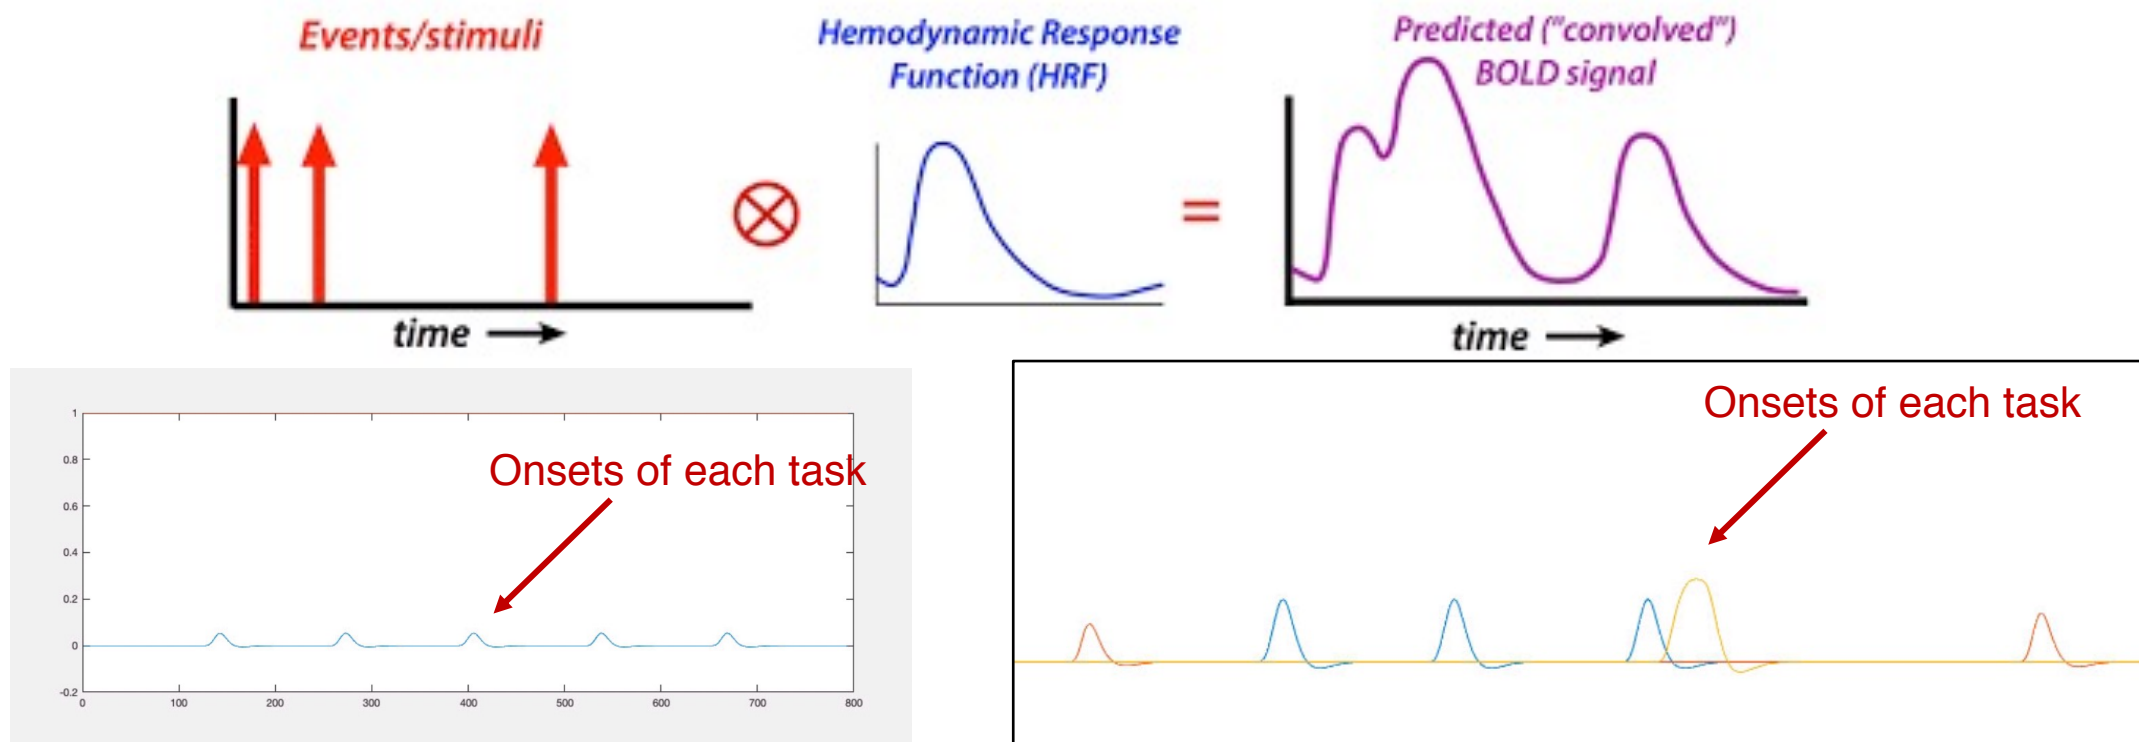 Events/stimuli
Hemodynamic Response
Function (HRF)
Predicted ("convolved")
BOLD signal
=
time
time
Onsets of each task
1
0.8
0.6
0.4
0.2
0
-0.2
0 100 200 300 400 500 600 700 800
Onsets of each task